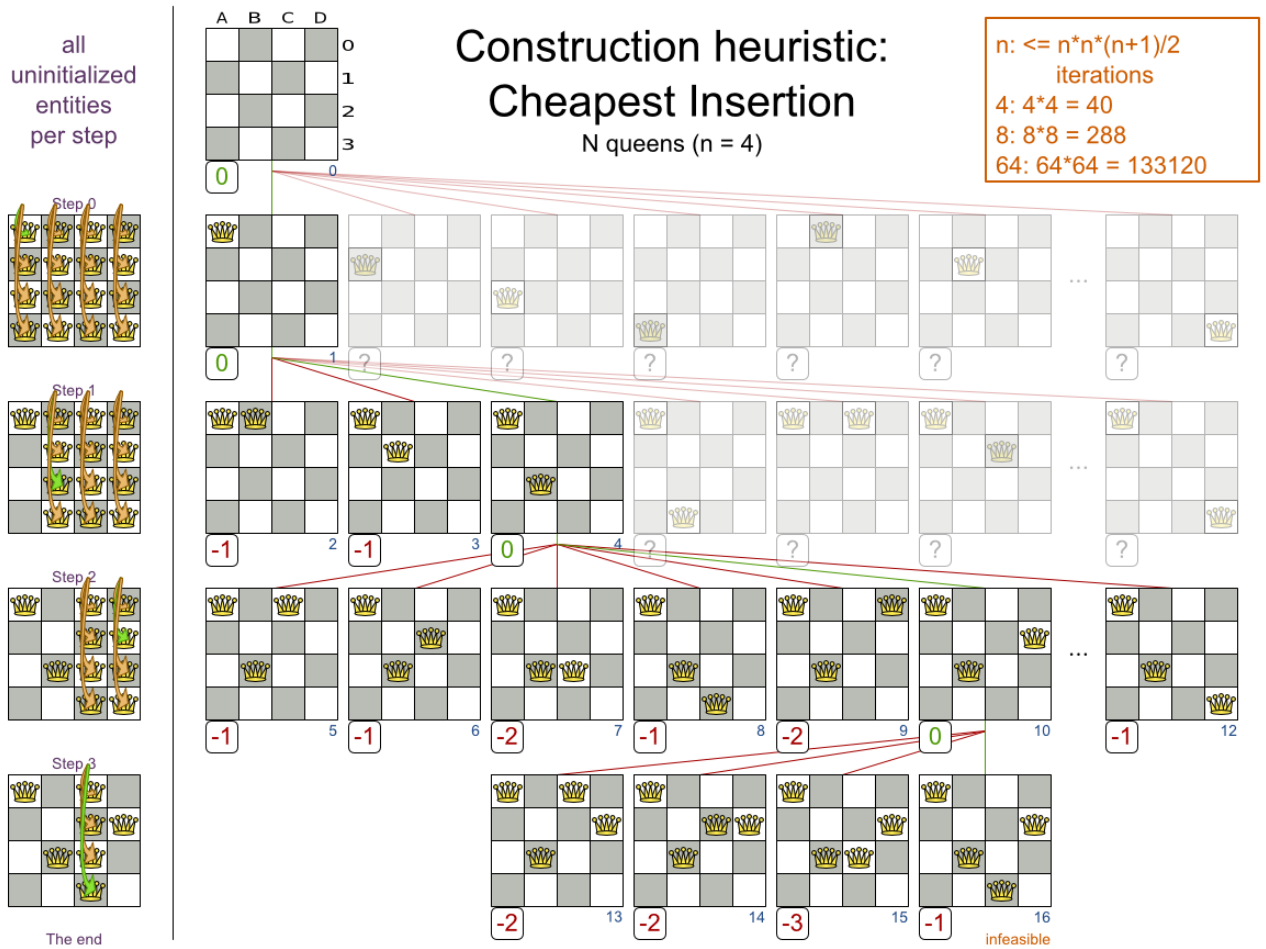 all
uninitialized
entities
per step
A B C D
0
1
2
3
Construction heuristic:
Cheapest Insertion
N queens (n = 4)
n: <= n*n*(n+1)/2
iterations
4: 4*4 = 40
8: 8*8 = 288
64: 64*64 = 133120
0 0
Step 0
...
0 1 ? ? ? ? ? ?
Step 1
...
-1 2 -1 3 0 4 ? ? ? ?
Step 2
...
-1 5 -1 6 -2 7 -1 8 -2 9 0 10 -1 12
Step 3
-2 13 -2 14 -3 15 -1 16
The end
infeasible